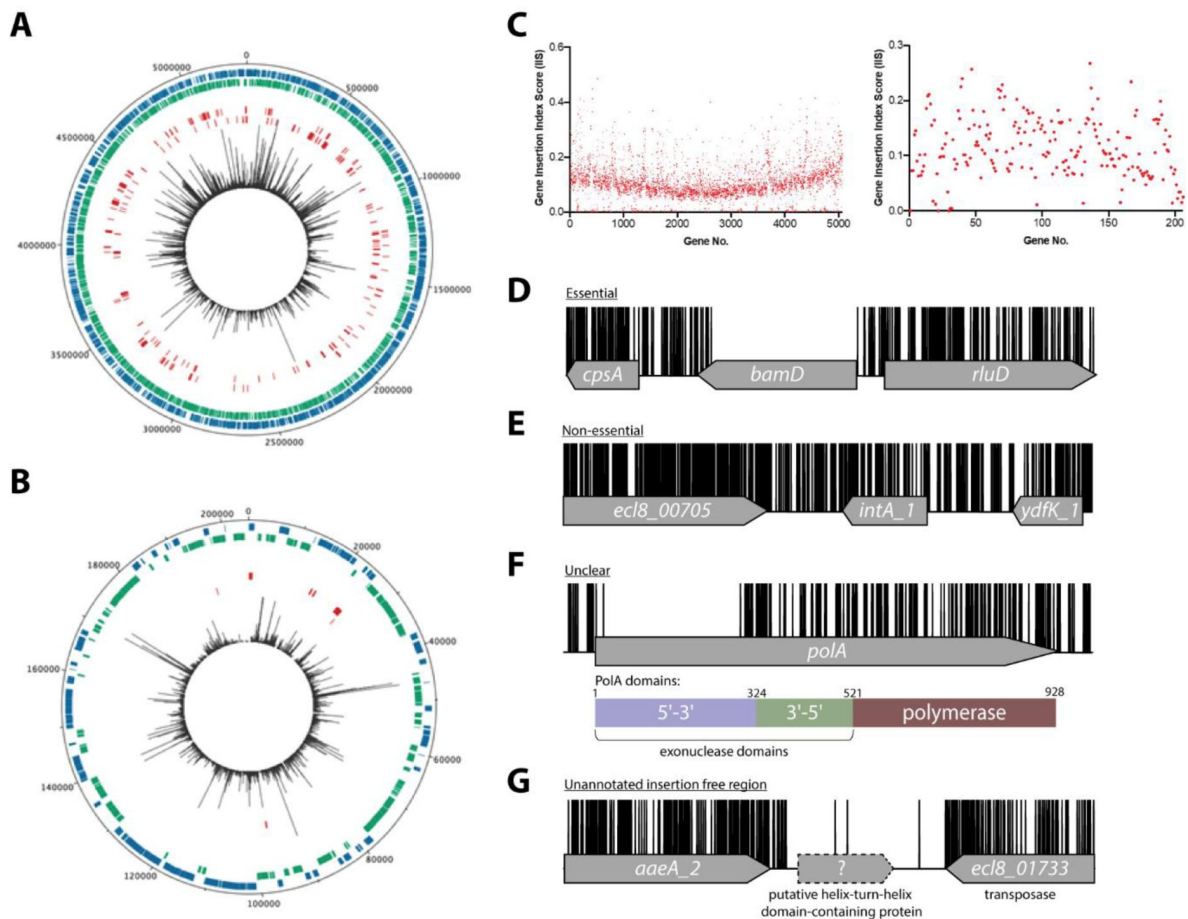 A
0
500000
1000000
1500000
2000000
2500000
3000000
3500000
4000000
4500000
5000000
B
0
20000
40000
60000
80000
100000
120000
140000
160000
180000
200000
C
Gene Insertion Index Score (IIS)
0.6
0.4
0.2
0.0
0 1000 2000 3000 4000 5000
Gene No.
Gene Insertion Index Score (IIS)
0.3
0.2
0.1
0.0
0 50 100 150 200
Gene No.
D
Essential
cpsA bamD rluD
E
Non-essential
ecl8_00705 intA_1 ydfK_1
F
Unclear
polA
PolA domains:
1 324 521 928
5'-3' 3'-5' polymerase
exonuclease domains
G
Unannotated insertion free region
aaeA_2 ? ecl8_01733
putative helix-turn-helix transposase
domain-containing protein